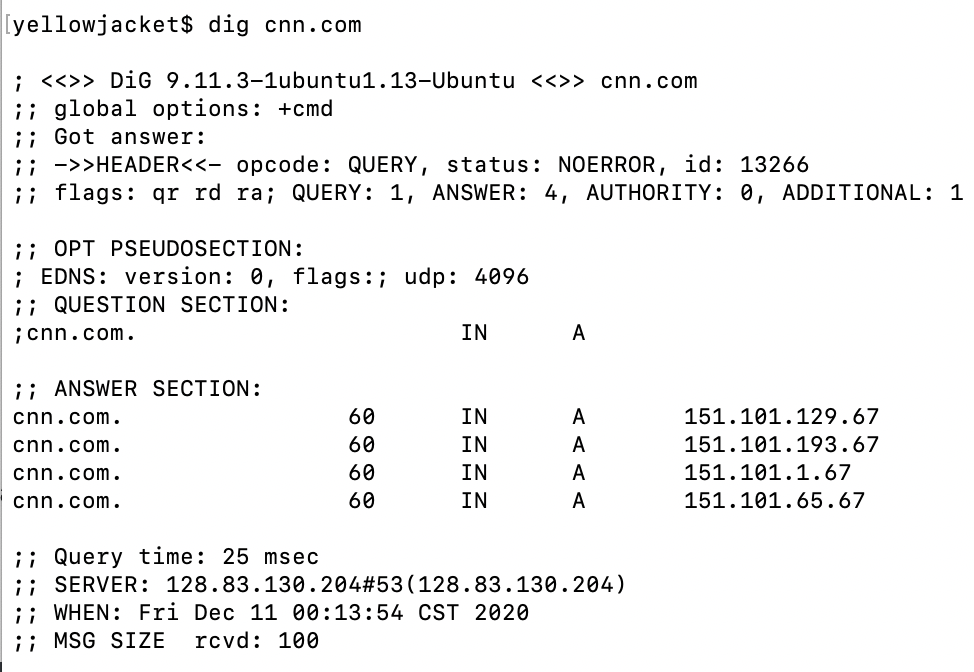 [yellowjacket$ dig cnn.com
; <<>> DiG 9.11.3-1ubuntu1.13-Ubuntu <<>> cnn.com
;; global options: +cmd
;; Got answer:
;; ->>HEADER<<- opcode: QUERY, status: NOERROR, id: 13266
;; flags: qr rd ra; QUERY: 1, ANSWER: 4, AUTHORITY: 0, ADDITIONAL: 1
;; OPT PSEUDOSECTION:
; EDNS: version: 0, flags:; udp: 4096
;; QUESTION SECTION:
;cnn.com. IN A
;; ANSWER SECTION:
cnn.com. 60 IN A 151.101.129.67
cnn.com. 60 IN A 151.101.193.67
cnn.com. 60 IN A 151.101.1.67
cnn.com. 60 IN A 151.101.65.67
;; Query time: 25 msec
;; SERVER: 128.83.130.204#53(128.83.130.204)
;; WHEN: Fri Dec 11 00:13:54 CST 2020
;; MSG SIZE  rcvd: 100